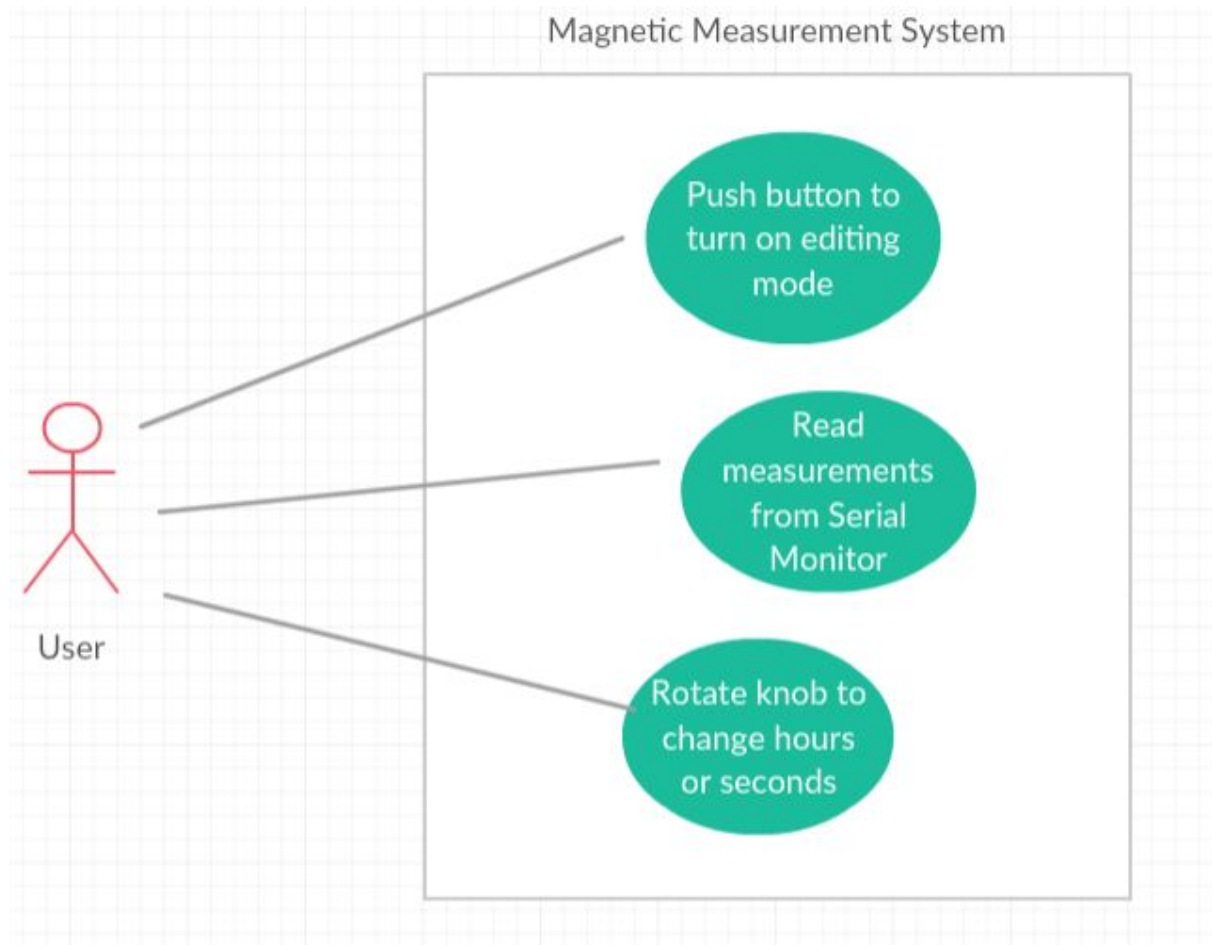 Magnetic Measurement System
Push button to
turn on editing
mode
Read
measurements
from Serial
Monitor
User
Rotate knob to
change hours
or seconds